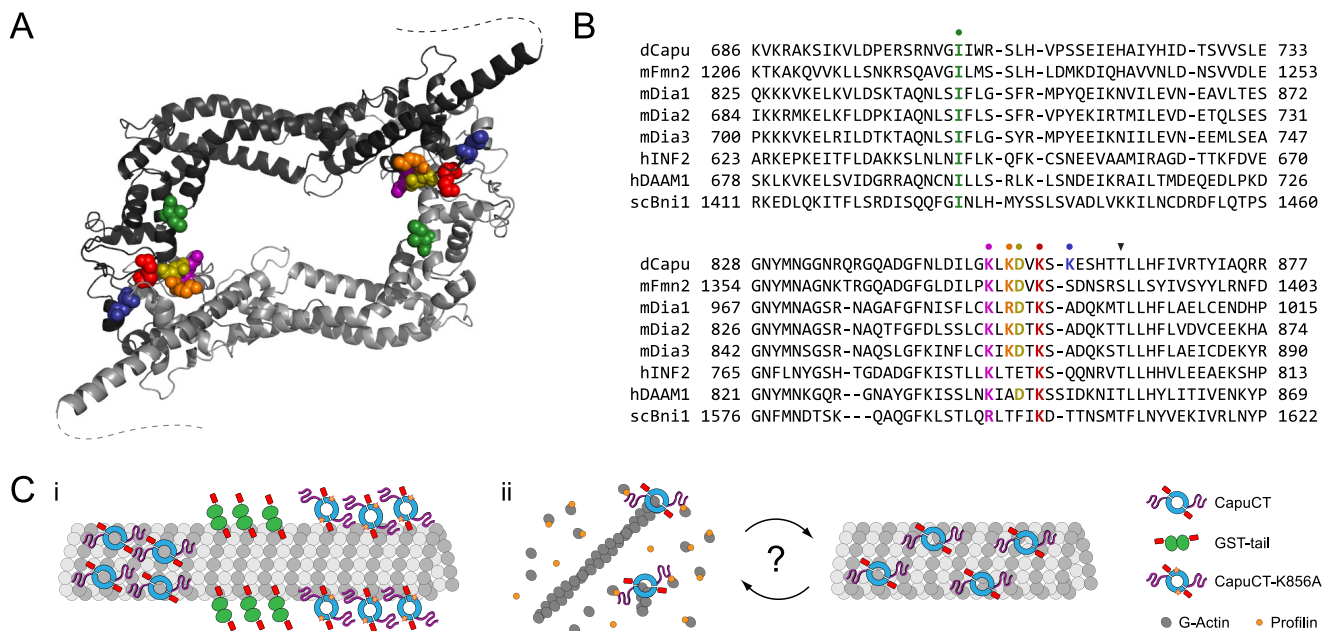 A
B
dCapu 686 KVKRAKSIKVLDPERSRNVGIIWR-SLH-VPSSEIEHAIYHID-TSVVSLE 733
mFmn2 1206 KTKAKQVVKLLSNKRSQAVGILMS-SLH-LDMKDIQHAVVNLD-NSVVDLE 1253
mDia1 825 QKKKVKELRVLDSKTAQNLSIFLG-SFR-MPYQEIKNVILEVN-EAVLTES 872
mDia2 684 IKKRMKELKFLDPKIAQNLSIFLS-SFR-VPYEKIRTMILEVD-ETQLSES 731
mDia3 700 PKKKVKELRILDTKTAQNLSIFLG-SYR-MPYEEIKNIILEVN-EEMLSEA 747
hINF2 623 ARKEPKEITFLDAKKSLNLNIFLK-QFK-CSNEEVAAMIRAGD-TTKFDVE 670
hDAAM1 678 SKLKVKELSVIDGRRAQNCNILLS-RLK-LSNDEIKRAILTMDEQEDLPKD 726
scBni1 1411 RKEDLQKITFLSRDISQQFGINLHMYSSLSVADLVKKILNCDRDFLQTPS 1460
dCapu 828 GNYMNGGNRQRGQADGFNLDILGKLKDVKS-KESHTTLLHFIVRTYIAQRR 877
mFmn2 1354 GNYMNAGNKTRGQADGFGLDILPKLKDVKS-SDNSRSLLSYIVSYYLRNFD 1403
mDia1 967 GNYMNAGSR-NAGAFGFNISFLCKLRDTKS-ADQKMTLLHFLAELCENDHP 1015
mDia2 826 GNYMNAGSR-NAQTFGFDLSSLCKLKDTKS-ADQKTTLLHFLVDVCEEKHA 874
mDia3 842 GNYMNSGSR-NAQSLGFKINFLCKIKDTKS-ADQKSTLLHFLAEICDEKYR 890
hINF2 765 GNFLNYGSH-TGDADGFKISTLLKLTETKS-QQNRVTLLHHVLEEAEKSHP 813
hDAAM1 821 GNYMNKGQR--GNAYGFKISSLNKIADTKSSIDKNITLLHYLITIVENKYP 869
scBni1 1576 GNFMNDTSK---QAQGFKLSTLQRLTFIKD-TTNSMTFLNYVEKIVRLNYP 1622
C i
ii
?
CapuCT
GST-tail
CapuCT-K856A
G-Actin
Profilin